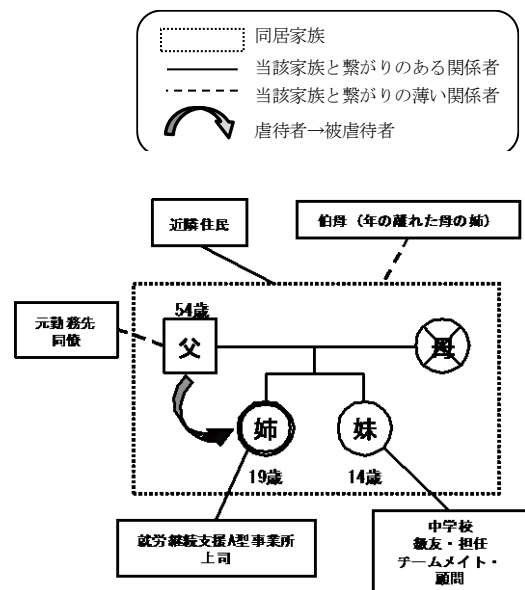 同居家族
当該家族と繋がりのある関係者
当該家族と繋がりの薄い関係者
虐待者→被虐待者
近隣住民
伯母（年の離れた母の姉）
元勤務先
同僚
54歳
父
母
姉
妹
19歳
14歳
就労継続支援A型事業所
上司
中学校
級友・担任
チームメイト・
顧問